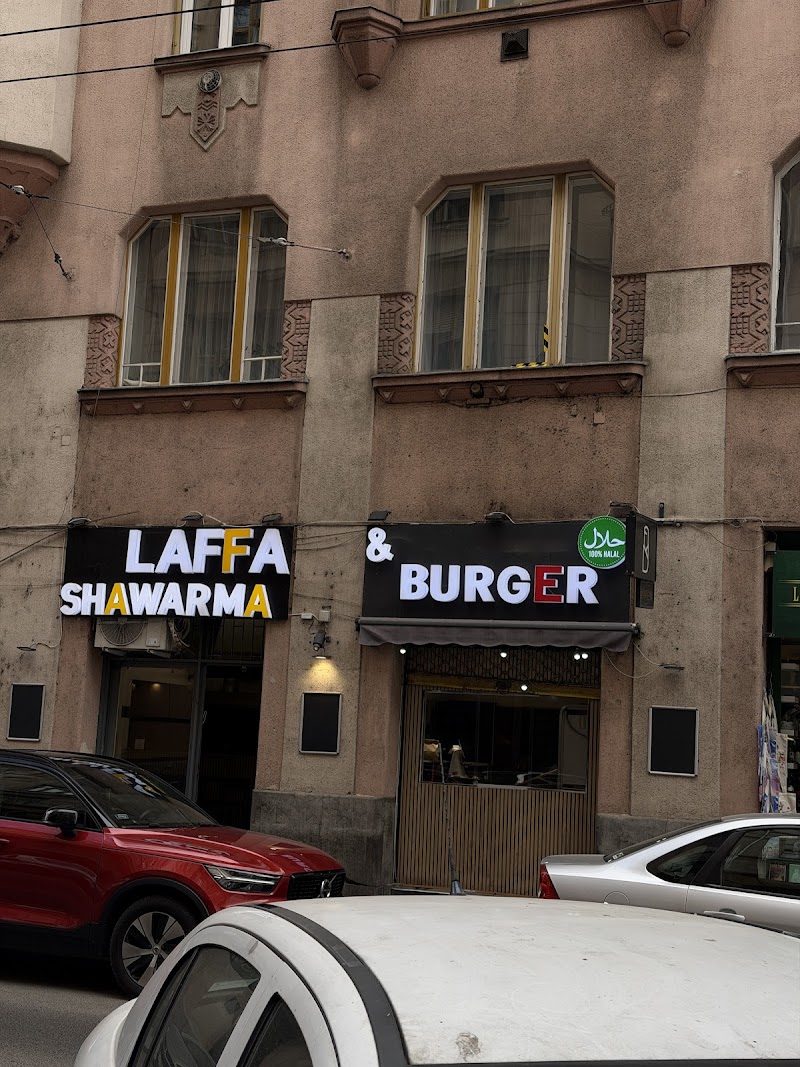 LAFFA
SHAWARMA
&
BURGER
حلال
100% HALAL